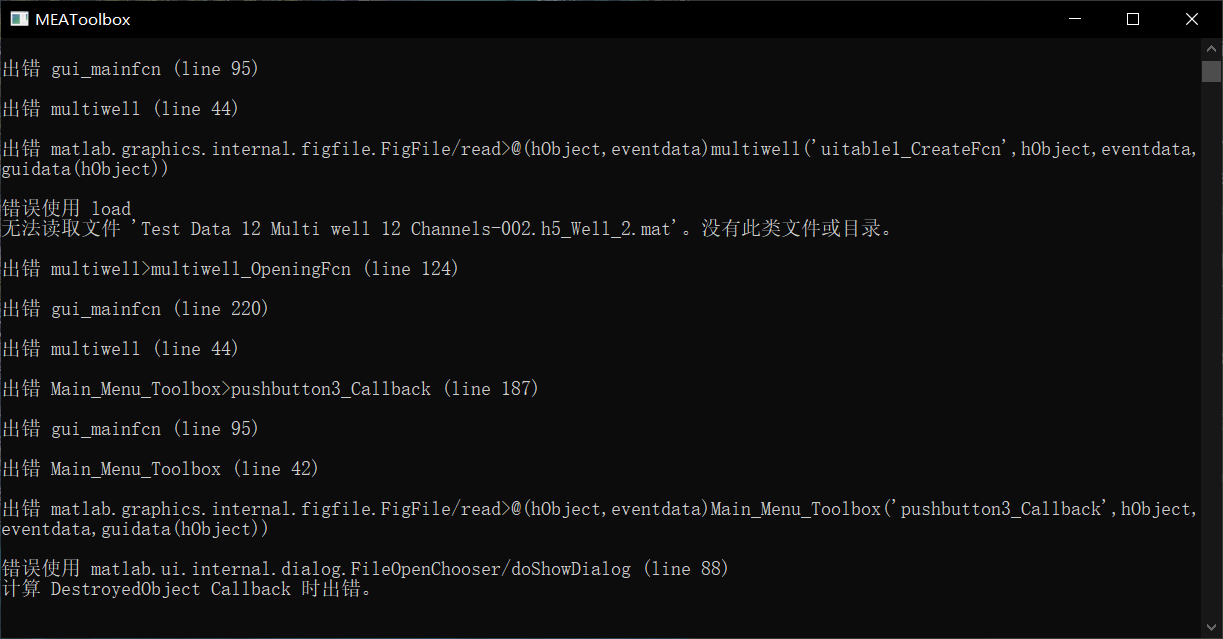 MEAToolbox
出错 gui_mainfcn (line 95)
出错 multiwell (line 44)
出错 matlab.graphics.internal.figfile.FigFile/read>@(hObject,eventdata)multiwell('uitable1_CreateFcn',hObject,eventdata,
guidata(hObject))
错误使用 load
无法读取文件 'Test Data 12 Multi well 12 Channels-002.h5_Well_2.mat'。没有此类文件或目录。
出错 multiwell>multiwell_OpeningFcn (line 124)
出错 gui_mainfcn (line 220)
出错 multiwell (line 44)
出错 Main_Menu_Toolbox>pushbutton3_Callback (line 187)
出错 gui_mainfcn (line 95)
出错 Main_Menu_Toolbox (line 42)
出错 matlab.graphics.internal.figfile.FigFile/read>@(hObject,eventdata)Main_Menu_Toolbox('pushbutton3_Callback',hObject,
eventdata,guidata(hObject))
错误使用 matlab.ui.internal.dialog.FileOpenChooser/doShowDialog (line 88)
计算 DestroyedObject Callback 时出错。